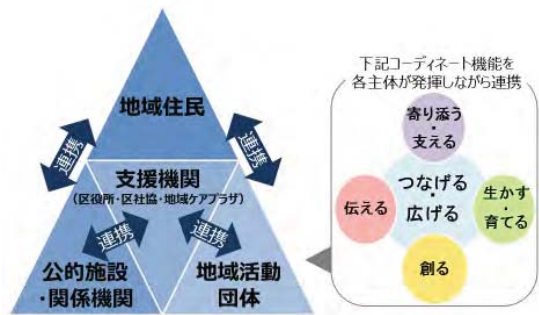 地域住民
連携
連携
支援機関
(区役所・区社協・地域ケアプラザ)
連携
連携
公的施設
・関係機関
地域活動
団体
下記コーディネート機能を
各主体が発揮しながら連携
寄り添う
・
支える
つなげる
・
広げる
伝える
生かす
・
育てる
創る